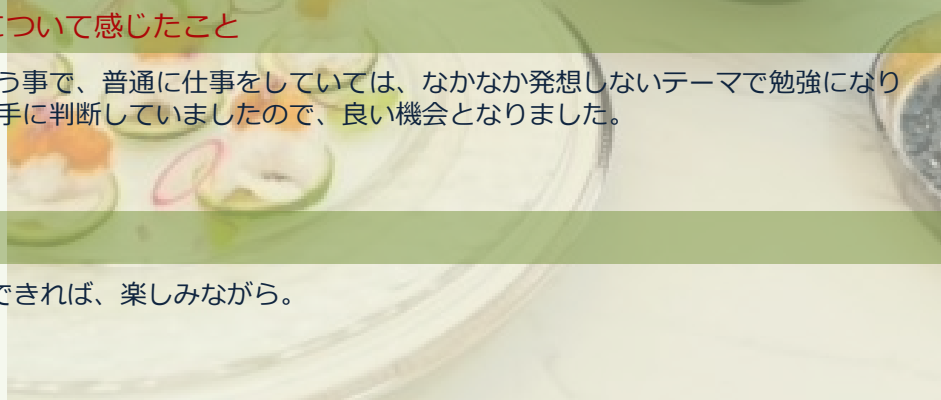 ついて感じたこと
う事で、普通に仕事をしていては、なかなか発想しないテーマで勉強になり
手に判断していましたので、良い機会となりました。
できれば、楽しみながら。